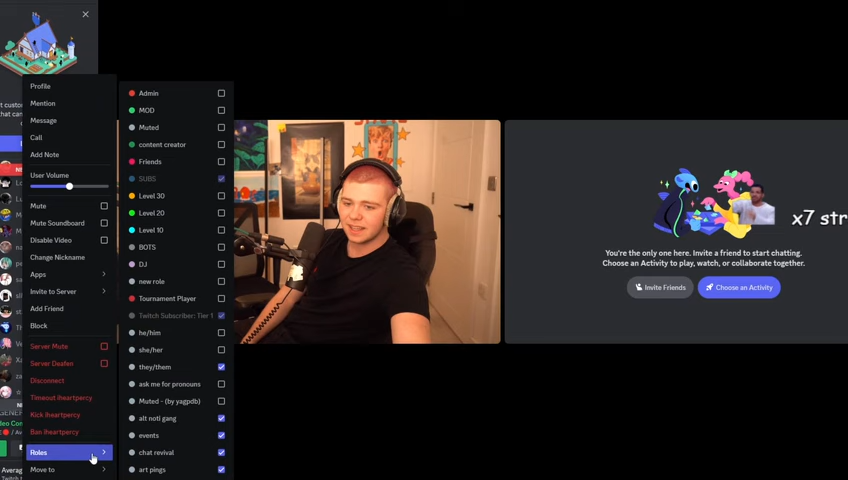 Profile
Mention
Message
Call
Add Note
User Volume
Mute
Mute Soundboard
Disable Video
Change Nickname
Apps
Invite to Server
Add Friend
Block
Server Mute
Server Deafen
Disconnect
Timeout iheartpercy
Kick iheartpercy
Ban iheartpercy
Roles
Move to
Admin
MOD
Muted
content creator
Friends
SUBS
Level 30
Level 20
Level 10
BOTS
DJ
new role
Tournament Player
Twitch Subscriber: Tier 1
he/him
she/her
they/them
ask me for pronouns
Muted - (by yagpdb)
alt noti gang
events
chat revival
art pings
x7 str
You're the only one here. Invite a friend to start chatting.
Choose an Activity to play, watch, or collaborate together.
Invite Friends
Choose an Activity